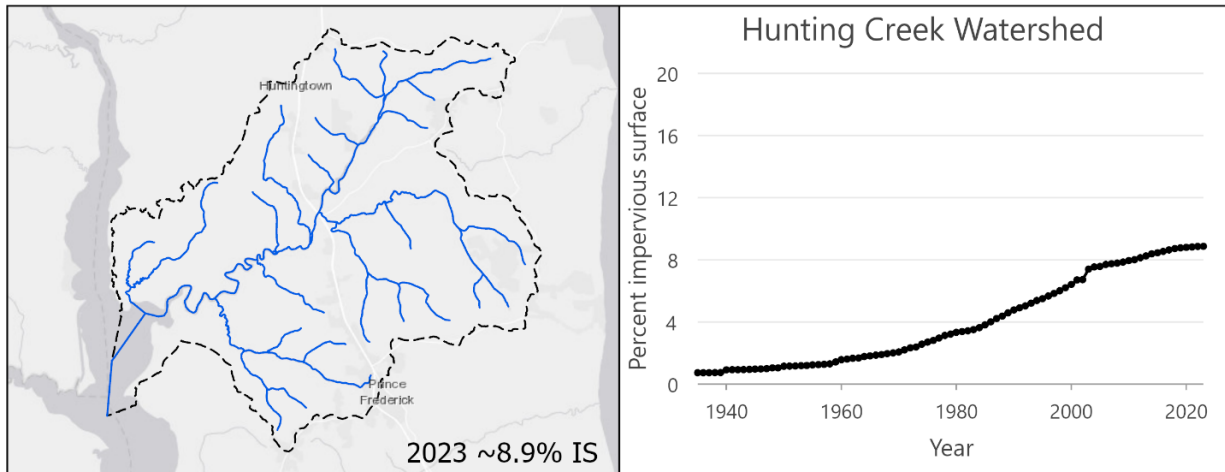 Huntingtown
Prince
Frederick
2023 ~8.9% IS
Hunting Creek Watershed
Percent impervious surface
20
16
12
8
4
0
1940 1960 1980 2000 2020
Year